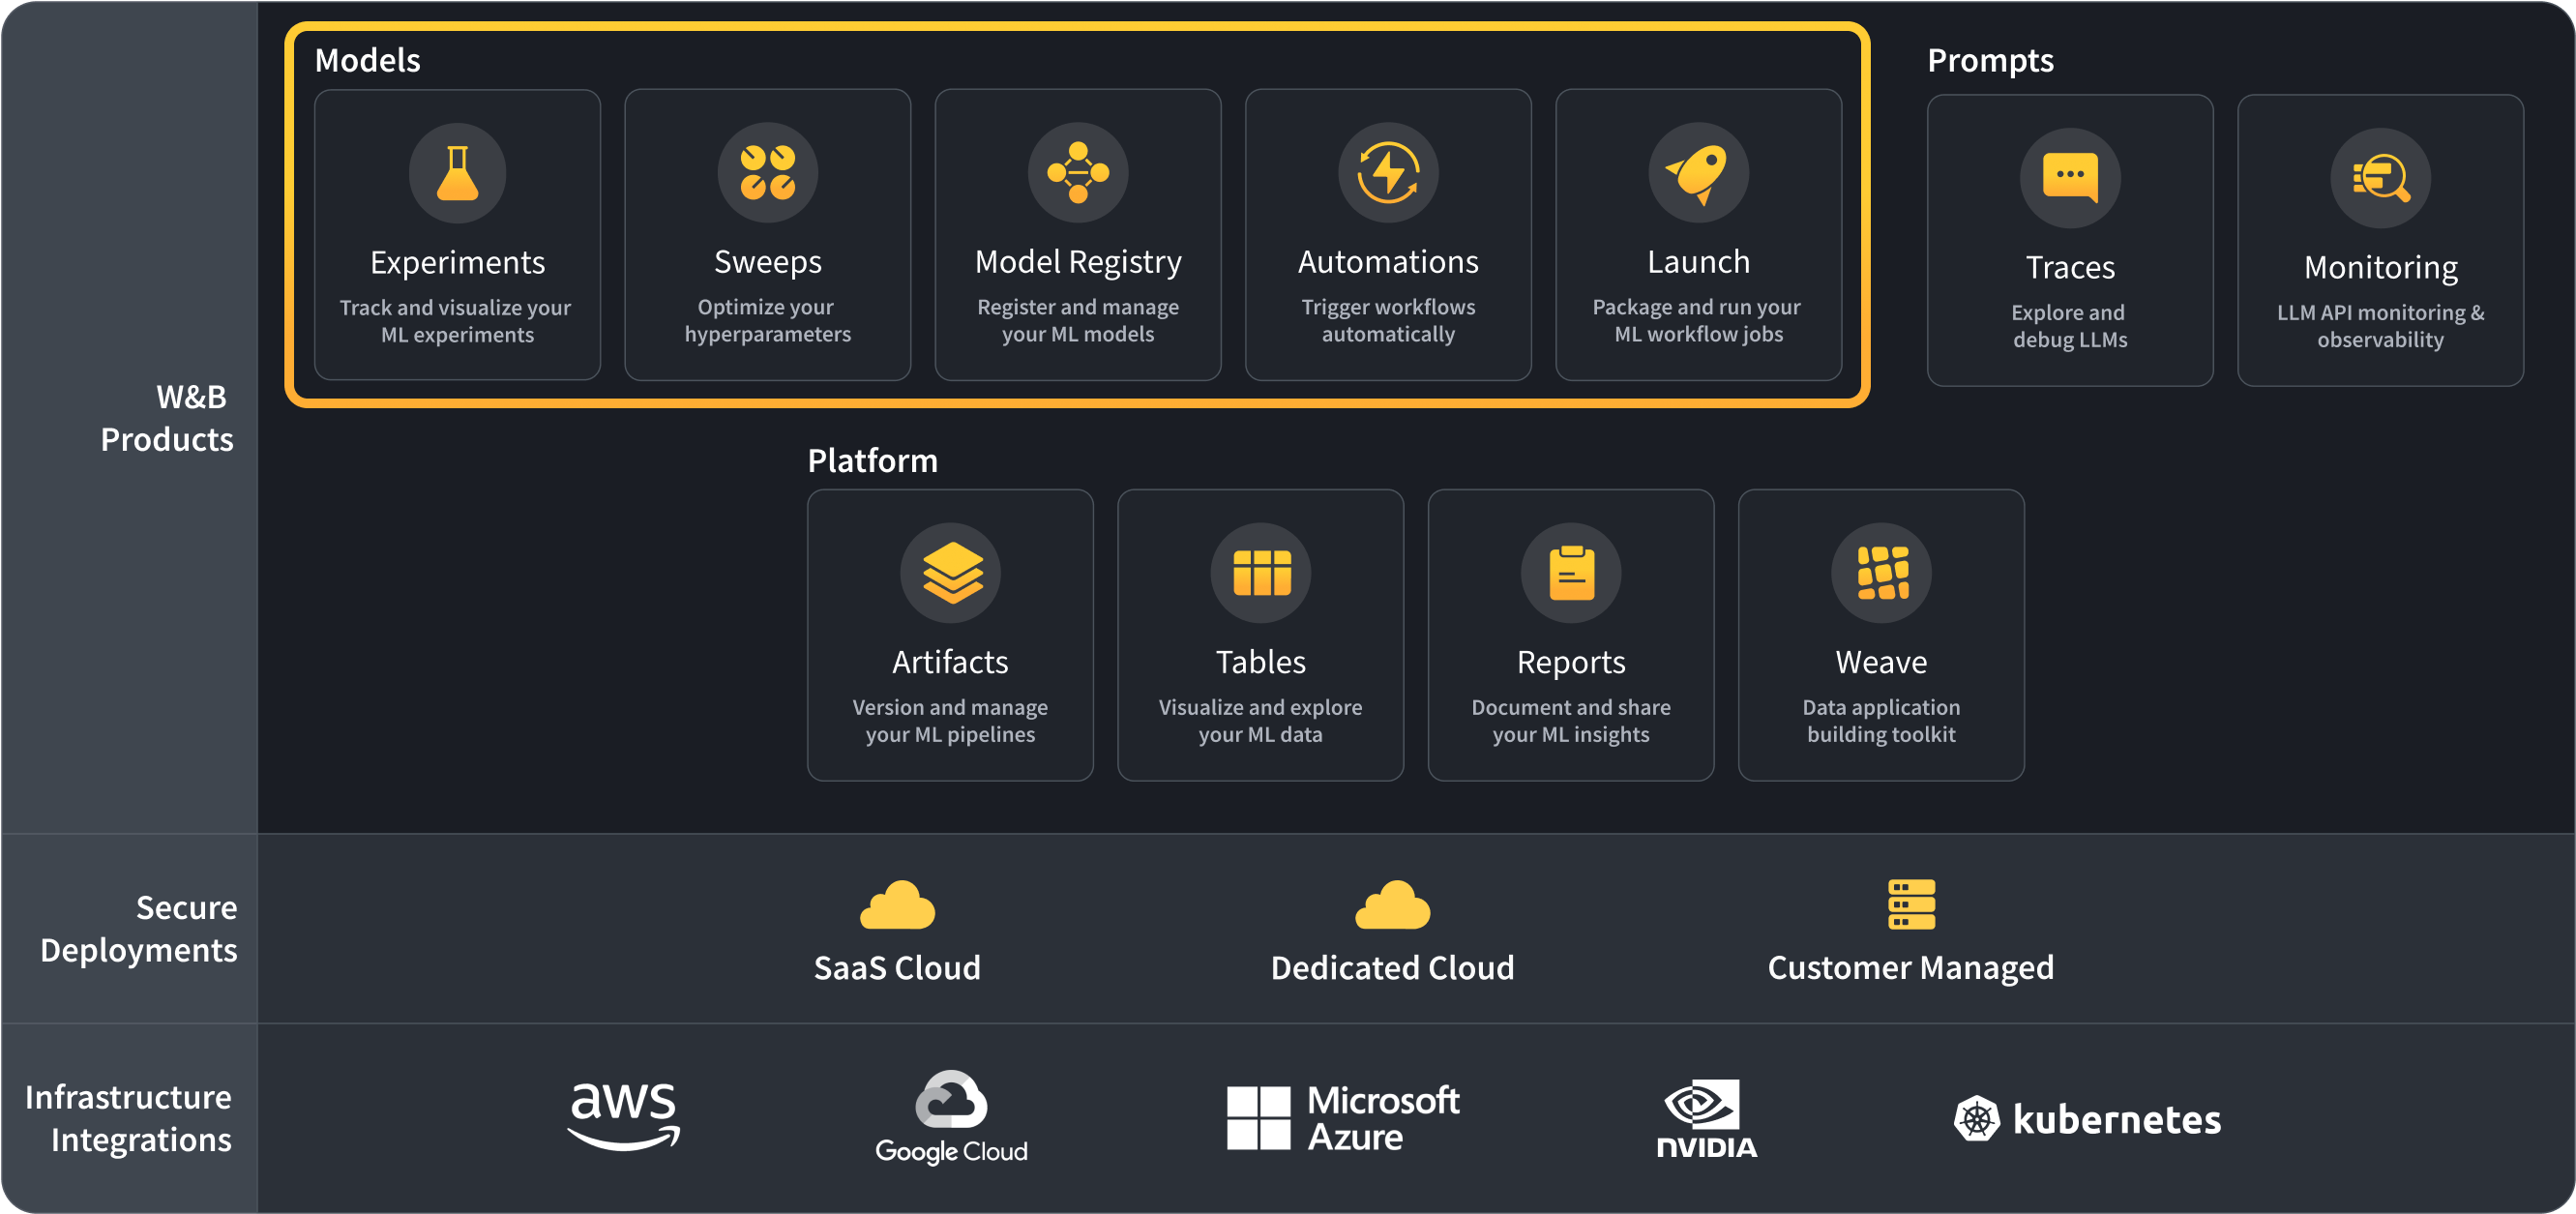 Models
Experiments
Track and visualize your
ML experiments
Sweeps
Optimize your
hyperparameters
Model Registry
Register and manage
your ML models
Automations
Trigger workflows
automatically
Launch
Package and run your
ML workflow jobs
Prompts
Traces
Explore and
debug LLMs
Monitoring
LLM API monitoring &
observability
W&B
Products
Platform
Artifacts
Version and manage
your ML pipelines
Tables
Visualize and explore
your ML data
Reports
Document and share
your ML insights
Weave
Data application
building toolkit
Secure
Deployments
SaaS Cloud
Dedicated Cloud
Customer Managed
Infrastructure
Integrations
aws
Google Cloud
Microsoft
Azure
NVIDIA
kubernetes